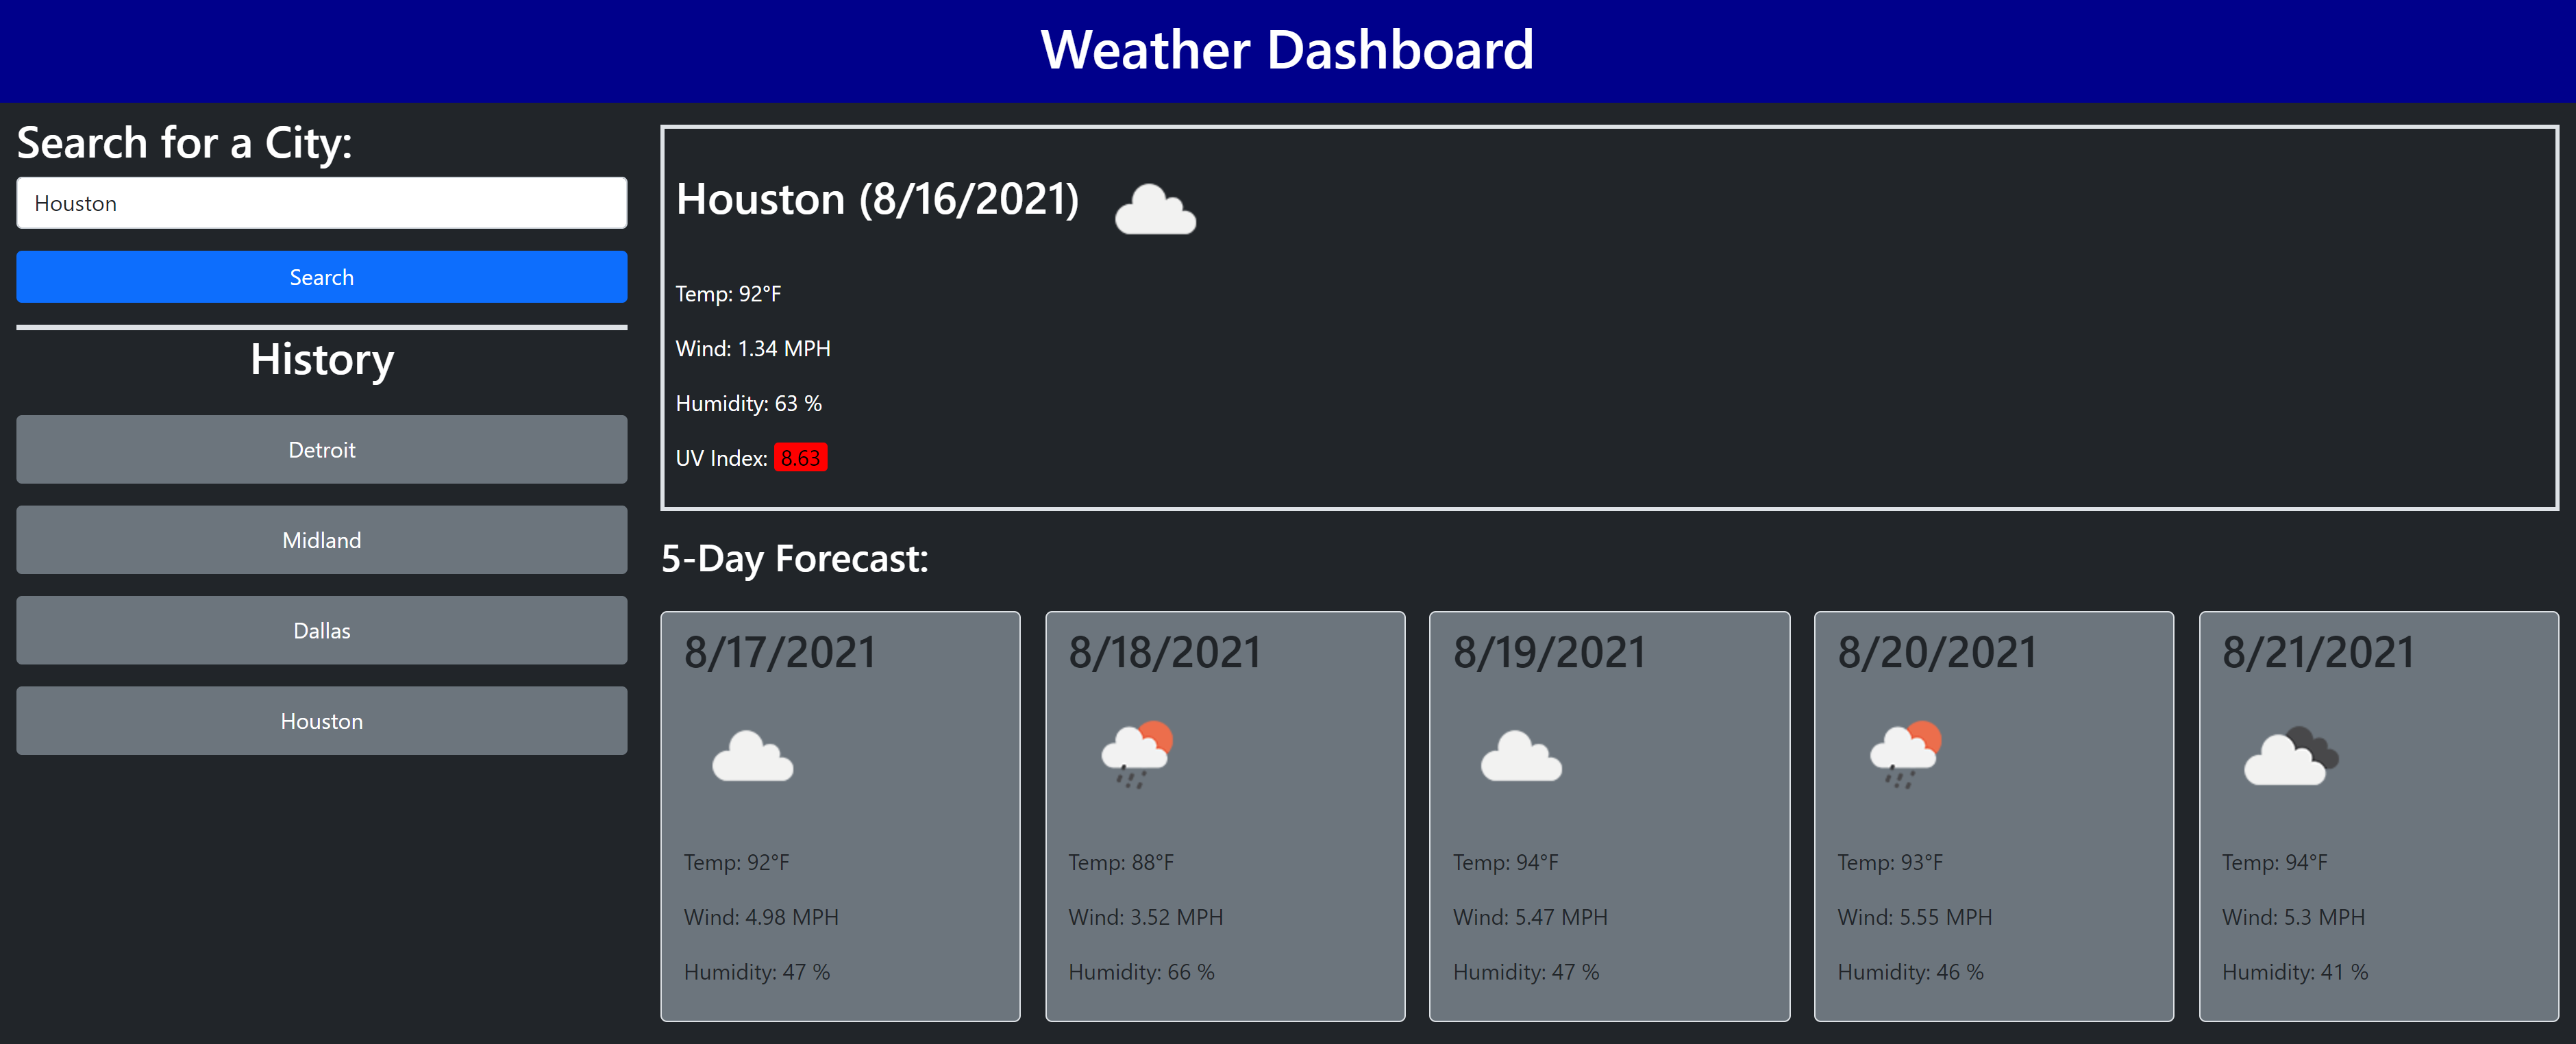 Weather Dashboard
Search for a City:
Houston
Search
History
Detroit
Midland
Dallas
Houston
Houston (8/16/2021)
Temp: 92°F
Wind: 1.34 MPH
Humidity: 63 %
UV Index: 8.63
5-Day Forecast:
8/17/2021
Temp: 92°F
Wind: 4.98 MPH
Humidity: 47 %
8/18/2021
Temp: 88°F
Wind: 3.52 MPH
Humidity: 66 %
8/19/2021
Temp: 94°F
Wind: 5.47 MPH
Humidity: 47 %
8/20/2021
Temp: 93°F
Wind: 5.55 MPH
Humidity: 46 %
8/21/2021
Temp: 94°F
Wind: 5.3 MPH
Humidity: 41 %